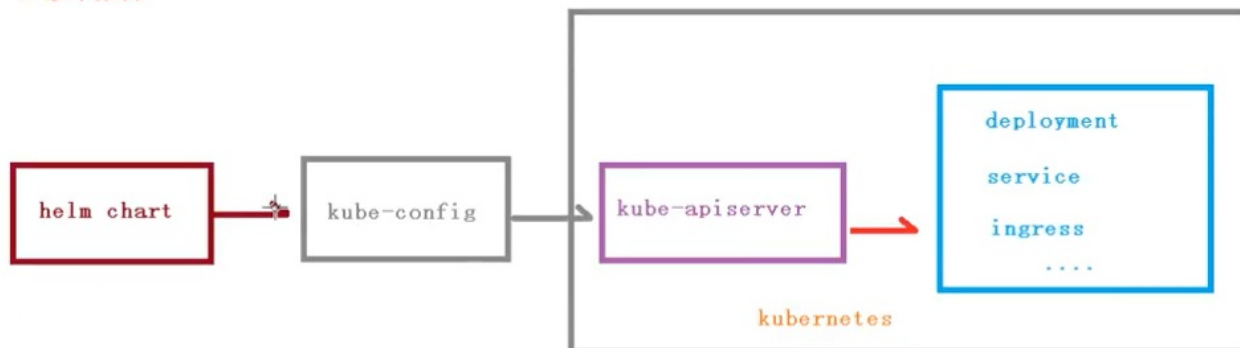 helm chart
kube-config
kube-apiserver
deployment
service
ingress
....
kubernetes